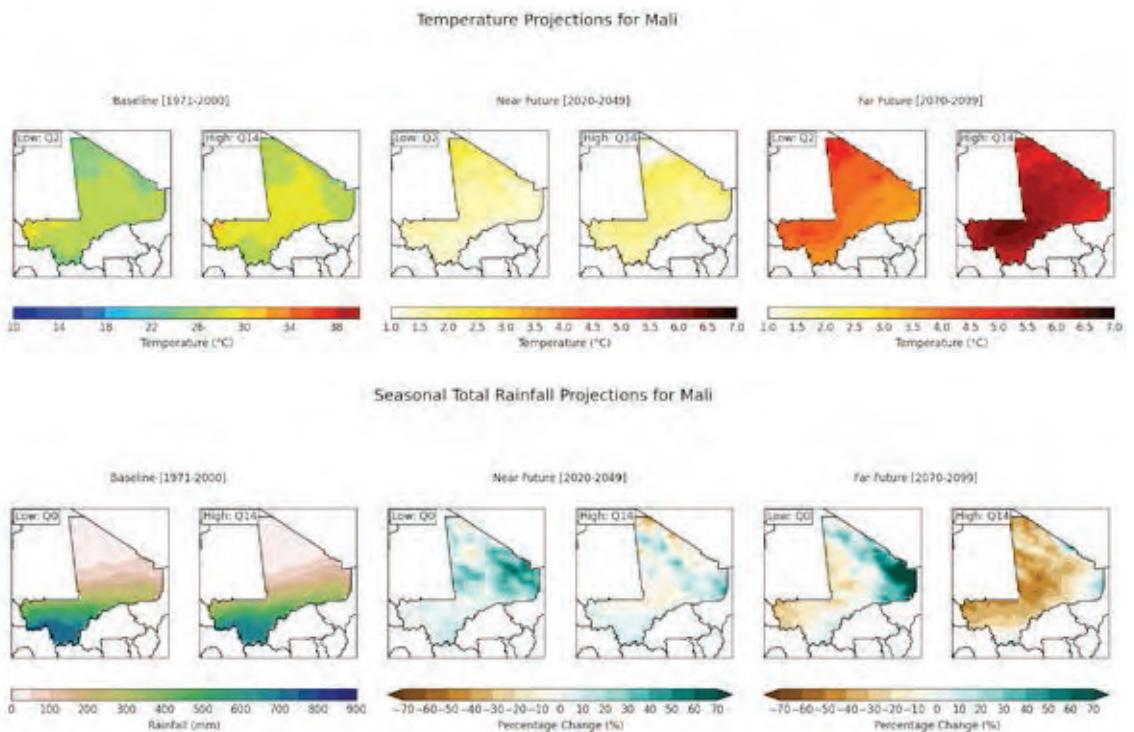 Temperature Projections for Mali
Baseline [1971-2000]
Near Future [2020-2049]
Far Future [2070-2099]
Low: Q2
High: Q14
Low: Q2
High: Q14
Low: Q2
High: Q14
10 14 18 22 26 30 34 38
Temperature (°C)
1.0 1.5 2.0 2.5 3.0 3.5 4.0 4.5 5.0 5.5 6.0 6.5 7.0
Temperature (°C)
1.0 1.5 2.0 2.5 3.0 3.5 4.0 4.5 5.0 5.5 6.0 6.5 7.0
Temperature (°C)
Seasonal Total Rainfall Projections for Mali
Baseline [1971-2000]
Near Future [2020-2049]
Far Future [2070-2099]
Low: Q0
High: Q14
Low: Q0
High: Q14
Low: Q0
High: Q14
0 100 200 300 400 500 600 700 800 900
Rainfall (mm)
−70 −60 −50 −40 −30 −20 −10 0 10 20 30 40 50 60 70
Percentage Change (%)
−70 −60 −50 −40 −30 −20 −10 0 10 20 30 40 50 60 70
Percentage Change (%)